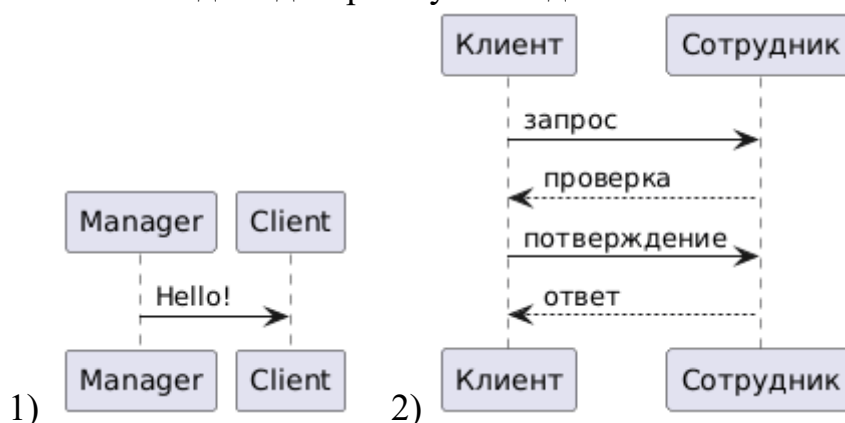 Manager Client
Hello!
Manager Client
1)
Клиент Сотрудник
запрос
проверка
потверждение
ответ
Клиент Сотрудник
2)